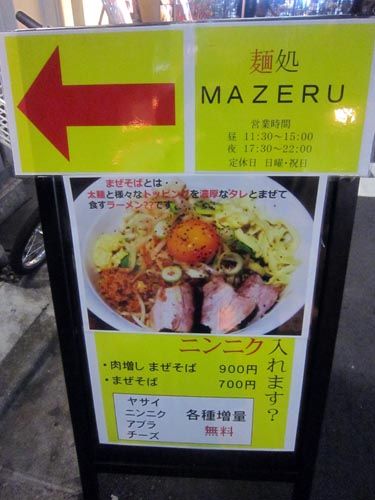 麺処
MAZERU
営業時間
昼 11:30～15:00
夜 17:30～22:00
定休日 日曜・祝日
まぜそばとは・・
太麺と様々なトッピングを濃厚なタレとまぜて
食すラーメン??です
ニンニク入れます?
・肉増し まぜそば 900円
・まぜそば 700円
ヤサイ
ニンニク
アブラ
チーズ
各種増量
無料